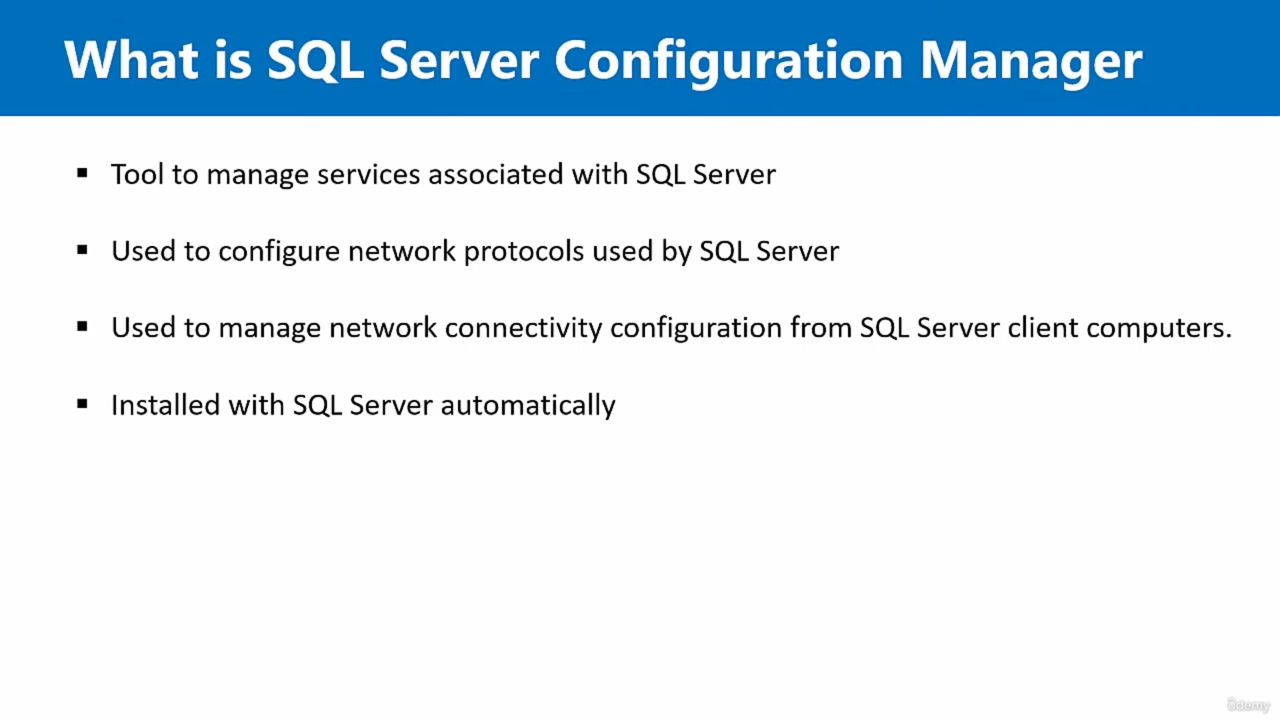 What is SQL Server Configuration Manager
▪ Tool to manage services associated with SQL Server
▪ Used to configure network protocols used by SQL Server
▪ Used to manage network connectivity configuration from SQL Server client computers.
▪ Installed with SQL Server automatically
ûdemy